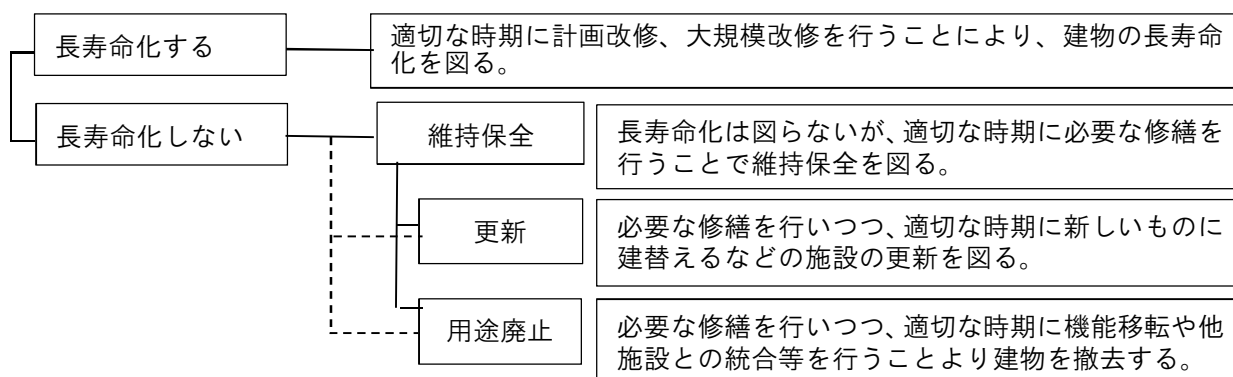 長寿命化する
適切な時期に計画改修、大規模改修を行うことにより、建物の長寿命
化を図る。
長寿命化しない
維持保全
長寿命化は図らないが、適切な時期に必要な修繕を
行うことで維持保全を図る。
更新
必要な修繕を行いつつ、適切な時期に新しいものに
建替えるなどの施設の更新を図る。
用途廃止
必要な修繕を行いつつ、適切な時期に機能移転や他
施設との統合等を行うことより建物を撤去する。